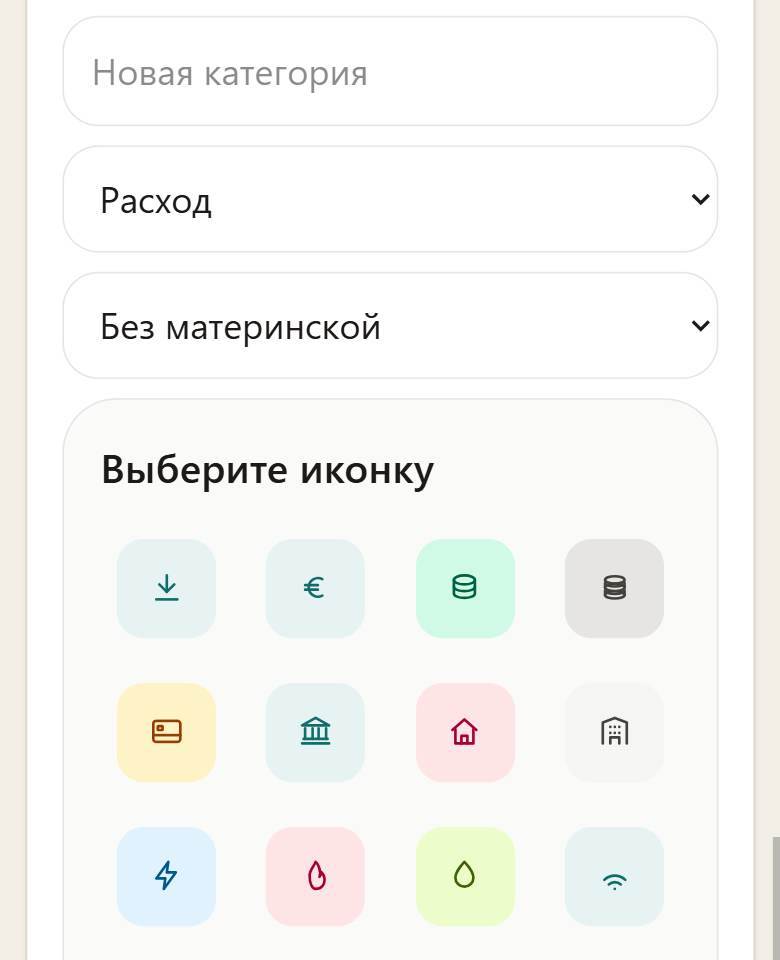 Новая категория
Расход
Без материнской
Выберите иконку
€